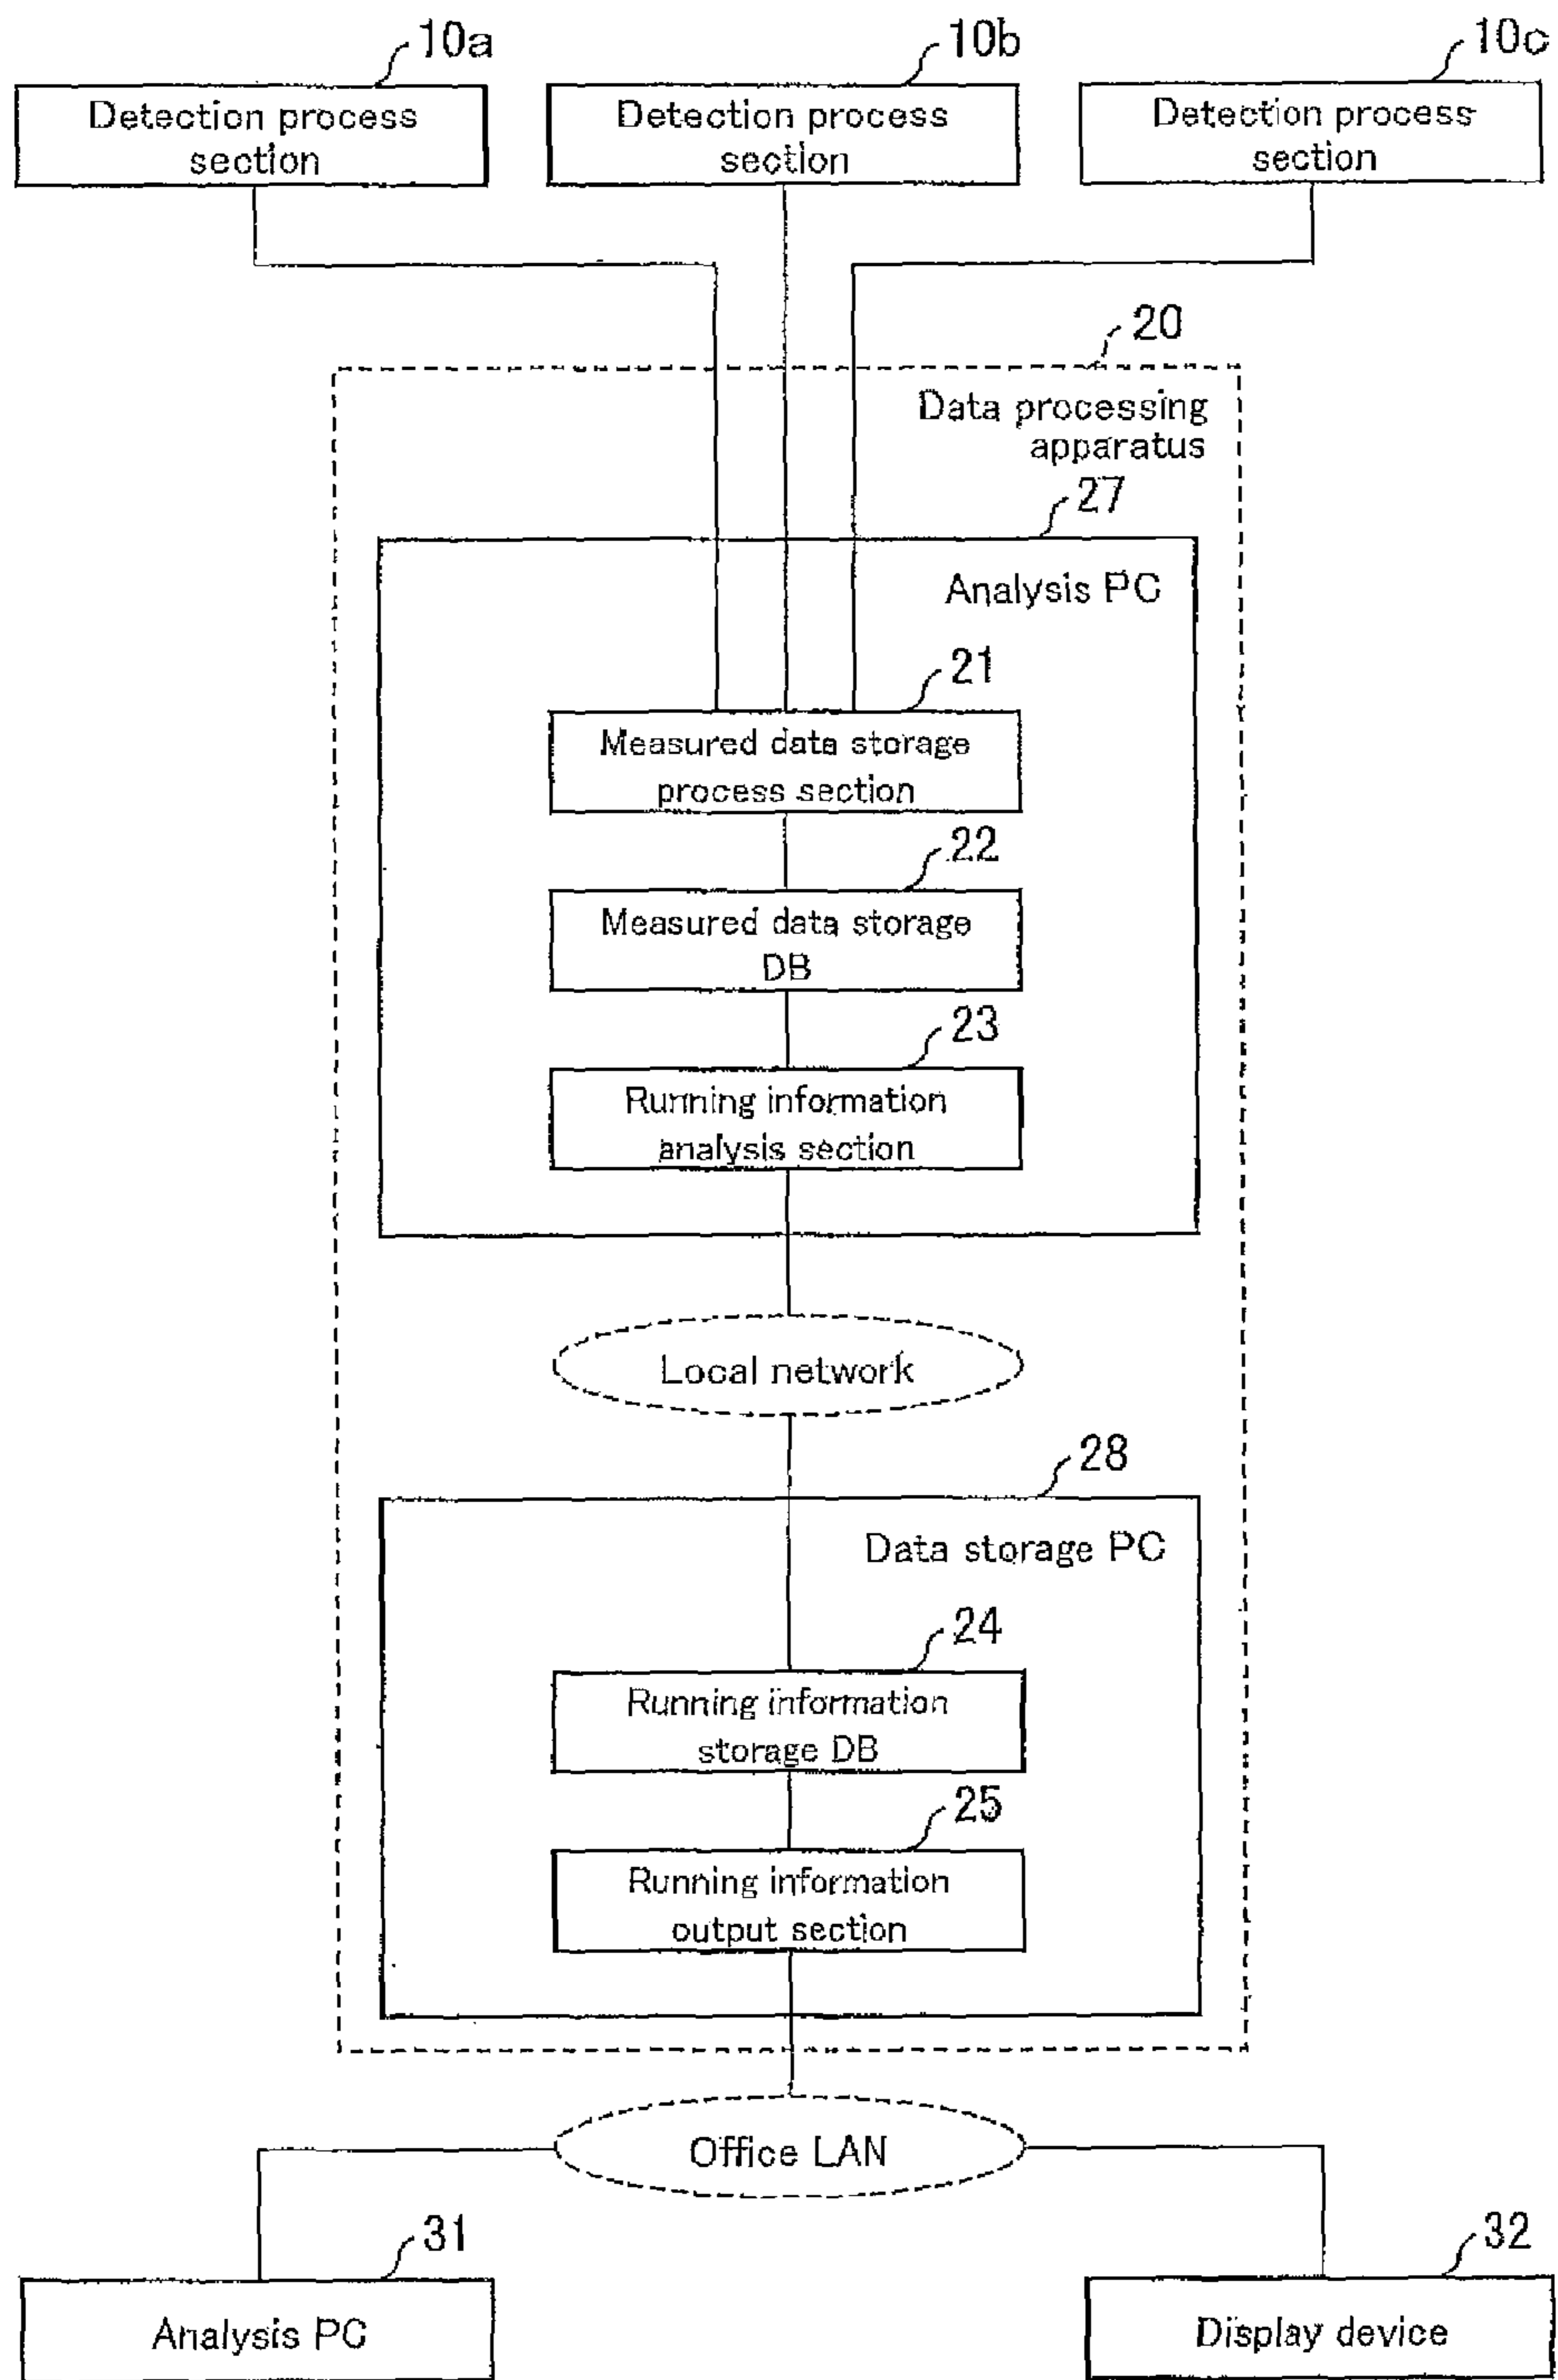 10a
10b
10c
Detection process
section
Detection process
section
Detection process
section
20
Data processing
apparatus
27
Analysis PC
21
Measured data storage
process section
22
Measured data storage
DB
23
Running information
analysis section
Local network
28
Data storage PC
24
Running information
storage DB
25
Running information
output section
Office LAN
31
32
Analysis PC
Display device